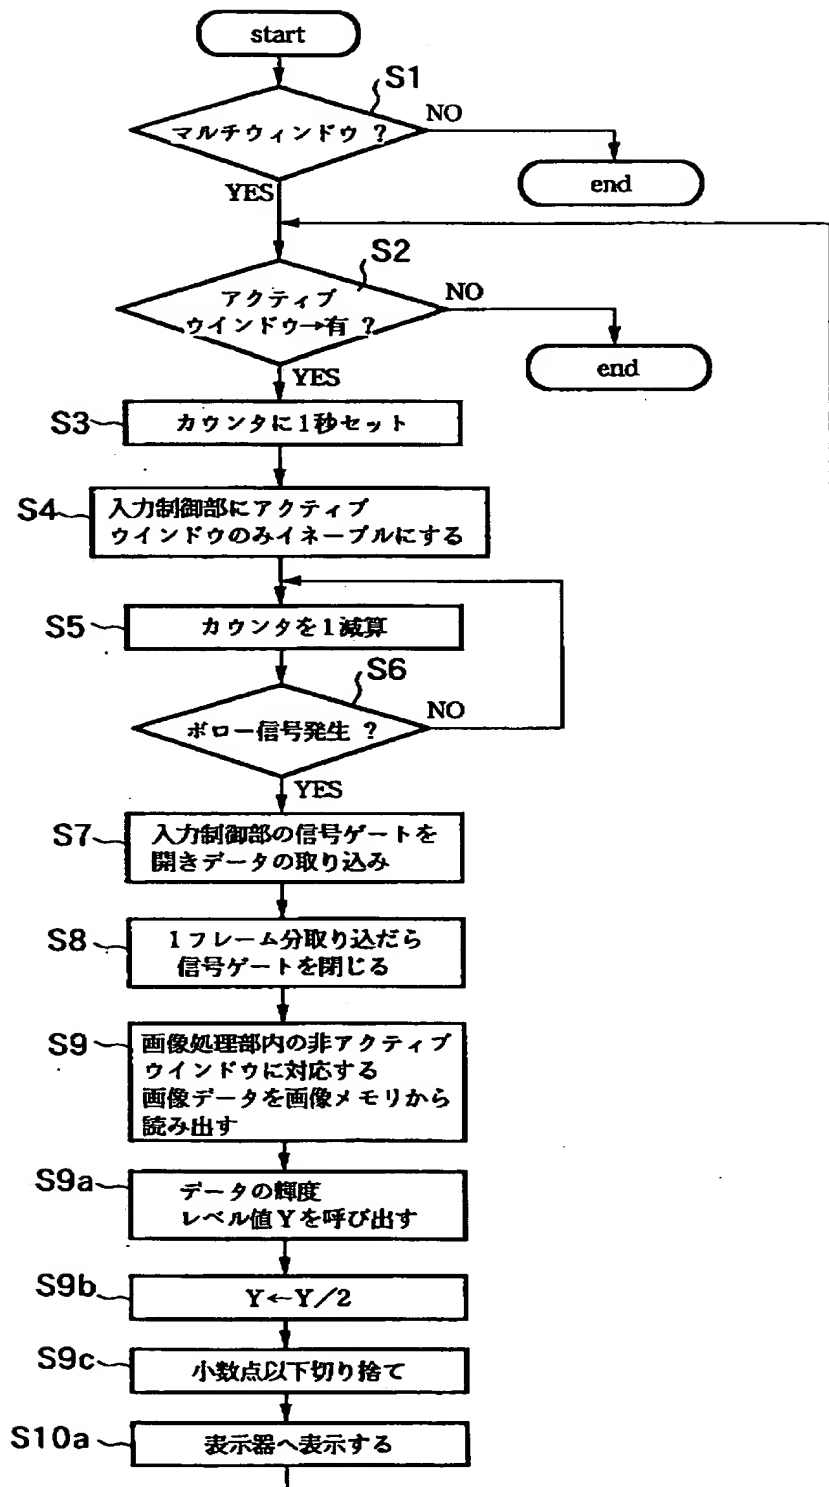 start
S1
マルチウィンドウ ?
NO
end
YES
S2
アクティブ
ウインドウ→有 ?
NO
end
YES
S3
カウンタに1秒セット
S4
入力制御部にアクティブ
ウインドウのみイネーブルにする
S5
カウンタを1減算
S6
ボロー信号発生 ?
NO
YES
S7
入力制御部の信号ゲートを
開きデータの取り込み
S8
1フレーム分取り込だら
信号ゲートを閉じる
S9
画像処理部内の非アクティブ
ウインドウに対応する
画像データを画像メモリから
読み出す
S9a
データの輝度
レベル値Yを呼び出す
S9b
Y←Y/2
S9c
小数点以下切り捨て
S10a
表示器へ表示する